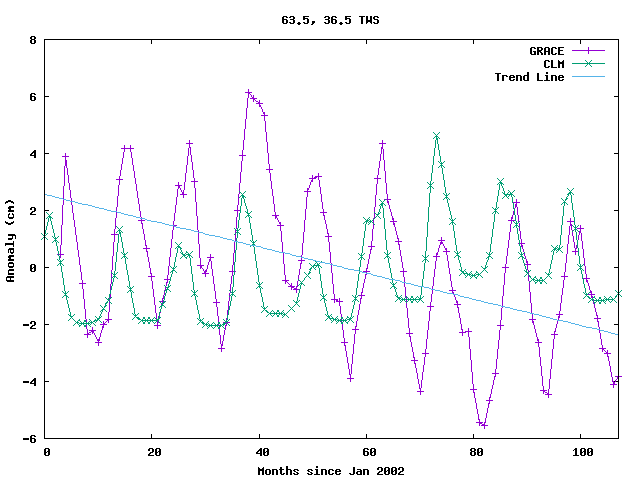 63.5, 36.5 TWS
GRACE
CLM
Trend Line
8
6
4
2
0
-2
-4
-6
Anomaly (cm)
0 20 40 60 80 100
Months since Jan 2002